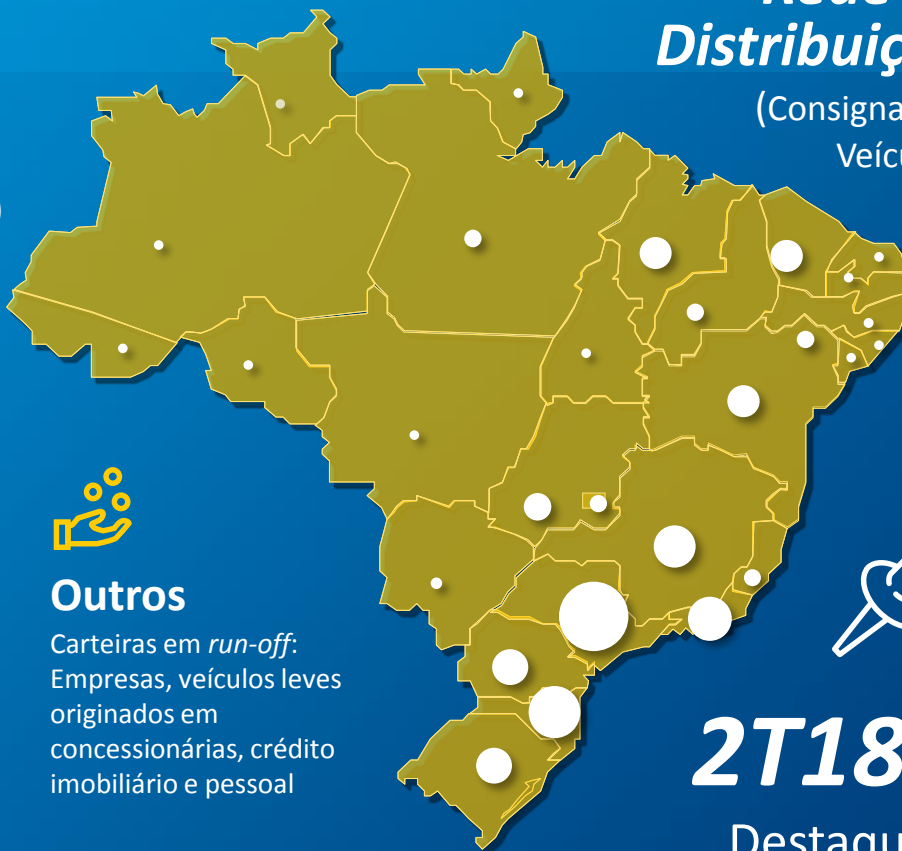 Distribuiç
(Consigna
Veícu
Outros
Carteiras em run-off:
Empresas, veículos leves
originados em
concessionárias, crédito
imobiliário e pessoal
2T18
Destaqu